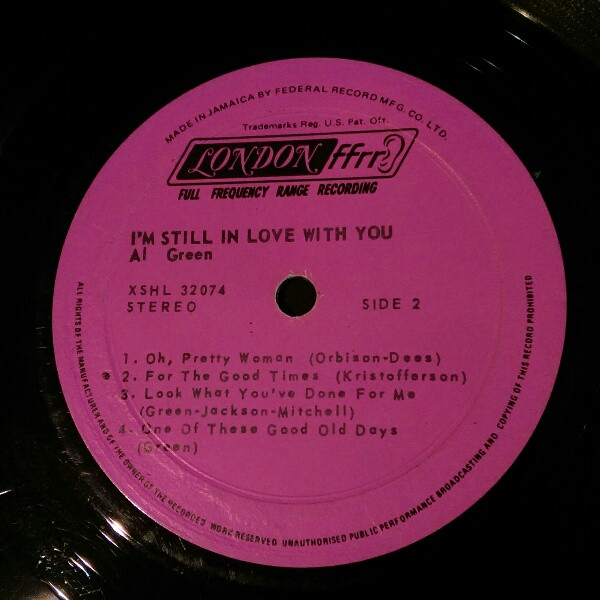 MADE IN JAMAICA BY FEDERAL RECORD MFG. CO. LTD.
Trademarks Reg. U.S. Pat. Off.
LONDON ffrr
FULL FREQUENCY RANGE RECORDING
I'M STILL IN LOVE WITH YOU
Al Green
XSHL 32074
STEREO
SIDE 2
1. Oh, Pretty Woman (Orbison-Dees)
2. For The Good Times (Kristofferson)
3. Look What You've Done For Me
(Green-Jackson-Mitchell)
4. One Of These Good Old Days
(Green)
ALL RIGHTS OF THE MANUFACTURER AND OF THE OWNER OF THE RECORDED WORK RESERVED UNAUTHORISED PUBLIC PERFORMANCE BROADCASTING AND COPYING OF THIS RECORD PROHIBITED